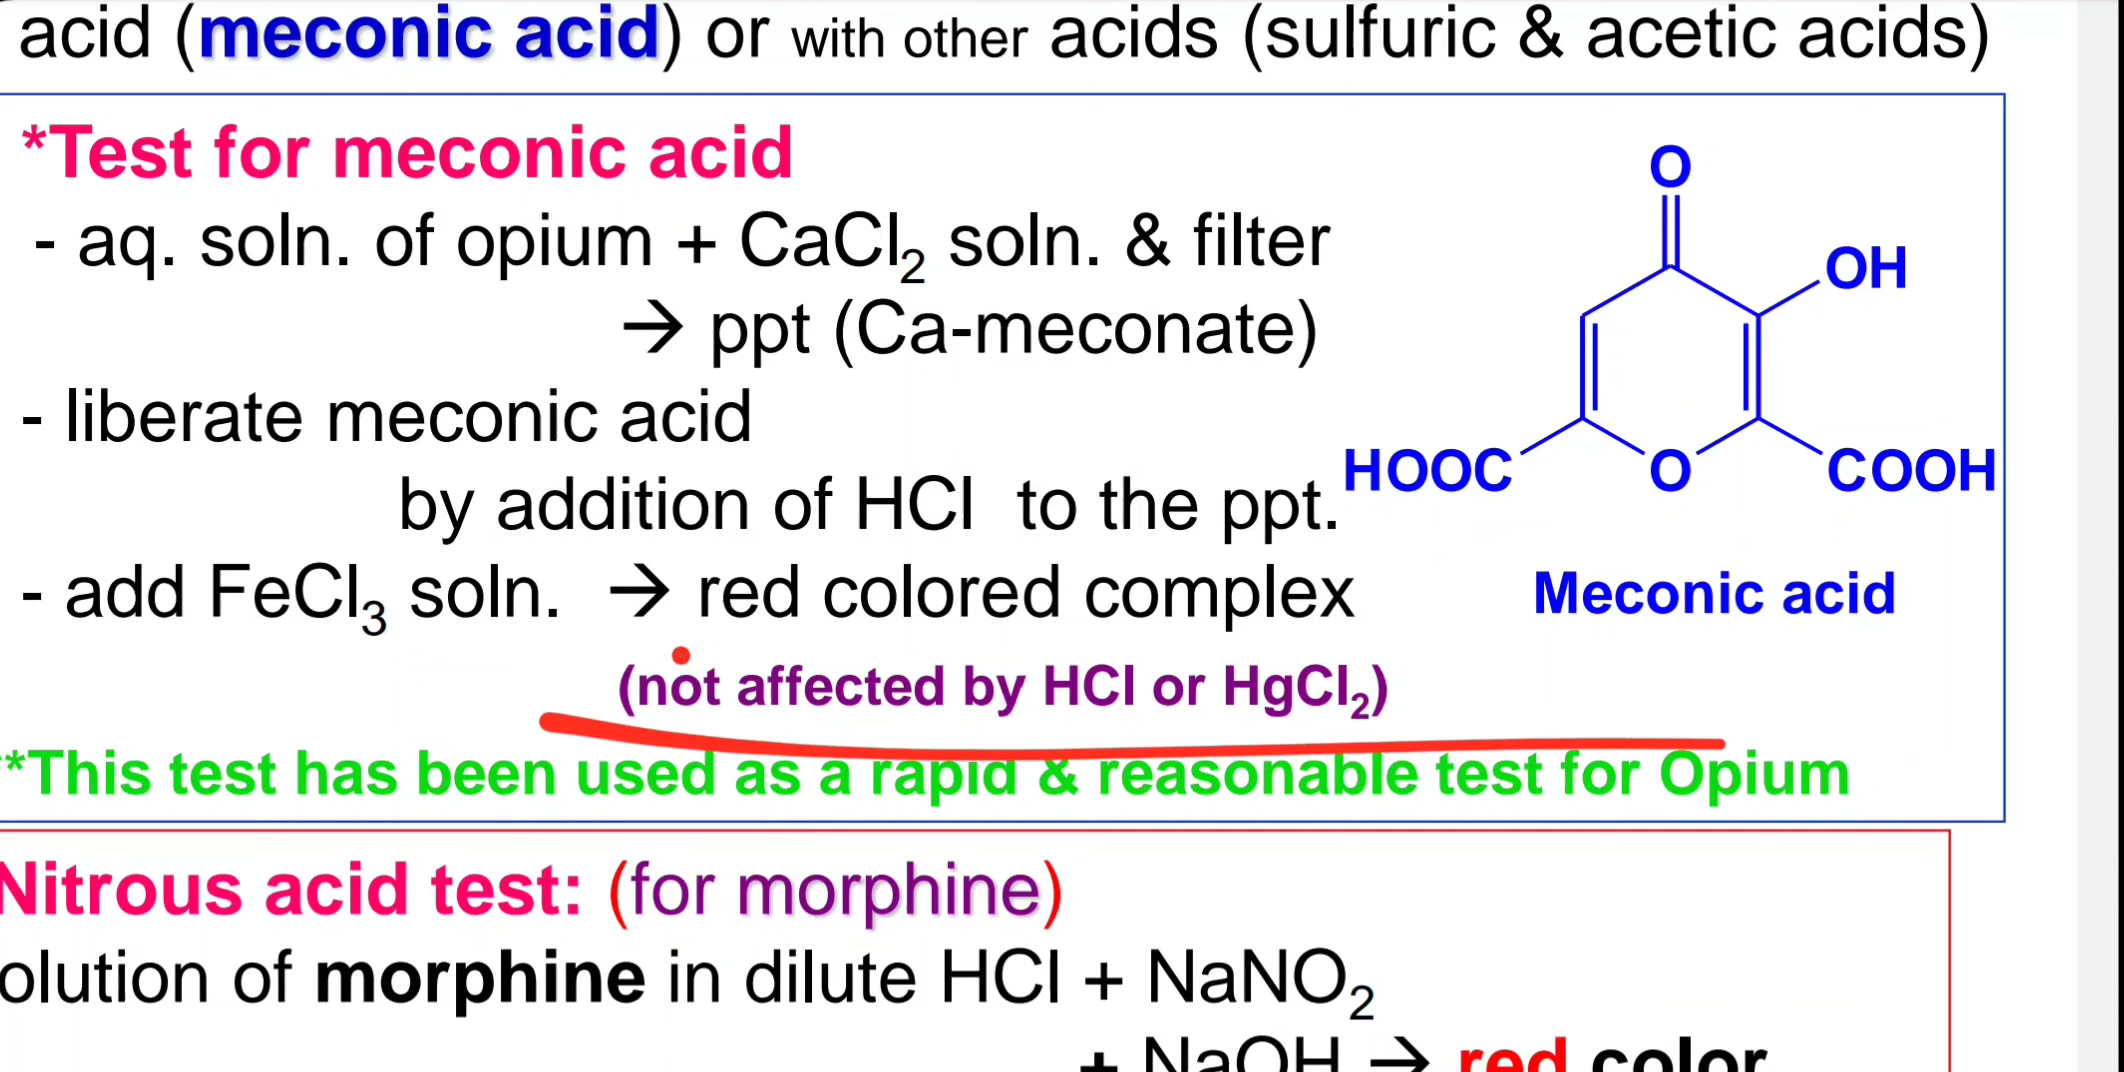 acid (meconic acid) or with other acids (sulfuric & acetic acids)
*Test for meconic acid
- aq. soln. of opium + CaCl₂ soln. & filter
→ ppt (Ca-meconate)
- liberate meconic acid
by addition of HCl to the ppt.
- add FeCl₃ soln. → red colored complex
(not affected by HCl or HgCl₂)
*This test has been used as a rapid & reasonable test for Opium
O
OH
HOOC
O
COOH
Meconic acid
Nitrous acid test: (for morphine)
olution of morphine in dilute HCl + NaNO₂
+ NaOH → red color